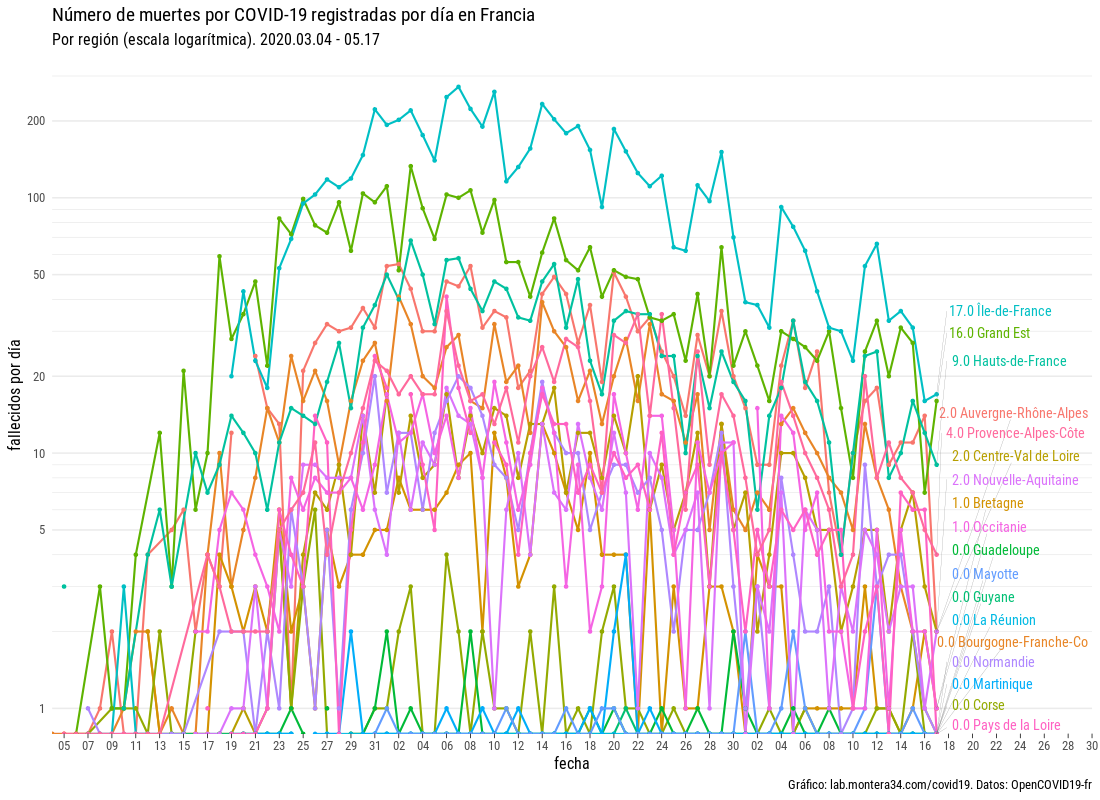 Número de muertes por COVID-19 registradas por día en Francia
Por región (escala logarítmica). 2020.03.04 - 05.17
fallecidos por día
200
100
50
20
10
5
1
17.0 Île-de-France
16.0 Grand Est
9.0 Hauts-de-France
2.0 Auvergne-Rhône-Alpes
4.0 Provence-Alpes-Côte
2.0 Centre-Val de Loire
2.0 Nouvelle-Aquitaine
1.0 Bretagne
1.0 Occitanie
0.0 Guadeloupe
0.0 Mayotte
0.0 Guyane
0.0 La Réunion
0.0 Bourgogne-Franche-Co
0.0 Normandie
0.0 Martinique
0.0 Corse
0.0 Pays de la Loire
05 07 09 11 13 15 17 19 21 23 25 27 29 31 02 04 06 08 10 12 14 16 18 20 22 24 26 28 30 02 04 06 08 10 12 14 16 18 20 22 24 26 28 30
fecha
Gráfico: lab.montera34.com/covid19. Datos: OpenCOVID19-fr